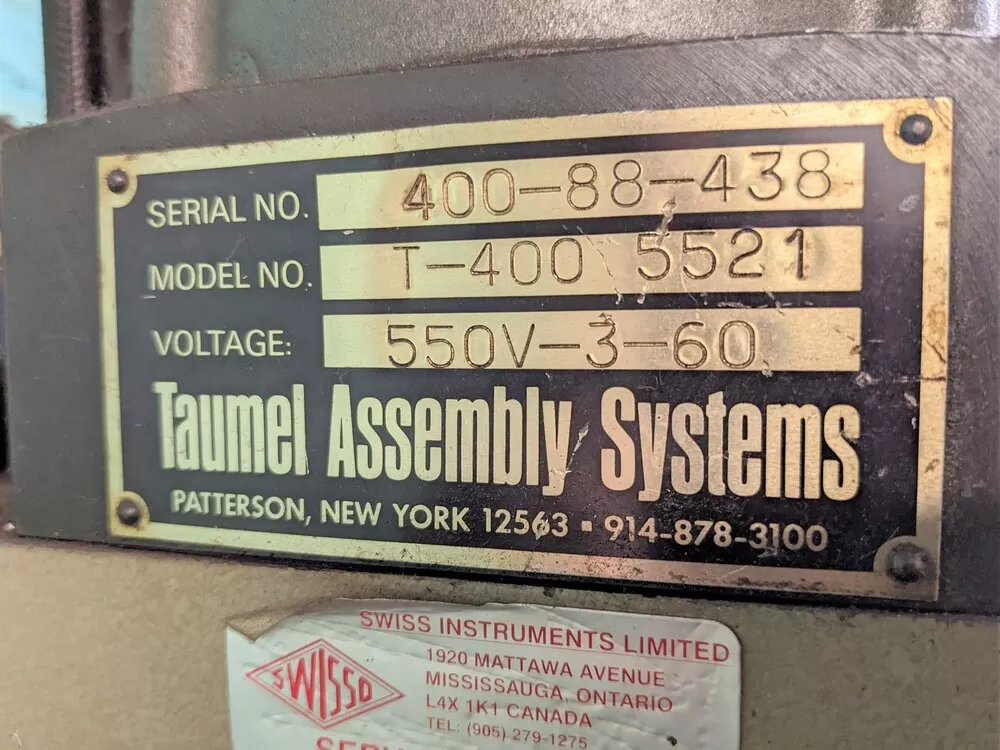 SERIAL NO. 400-88-438
MODEL NO. T-400 5521
VOLTAGE: 550V-3-60
Taumel Assembly Systems
PATTERSON, NEW YORK 12563 ▪ 914-878-3100
SWISS INSTRUMENTS LIMITED
1920 MATTAWA AVENUE
MISSISSAUGA, ONTARIO
L4X 1K1 CANADA
TEL: (905) 279-1275
SWISSO